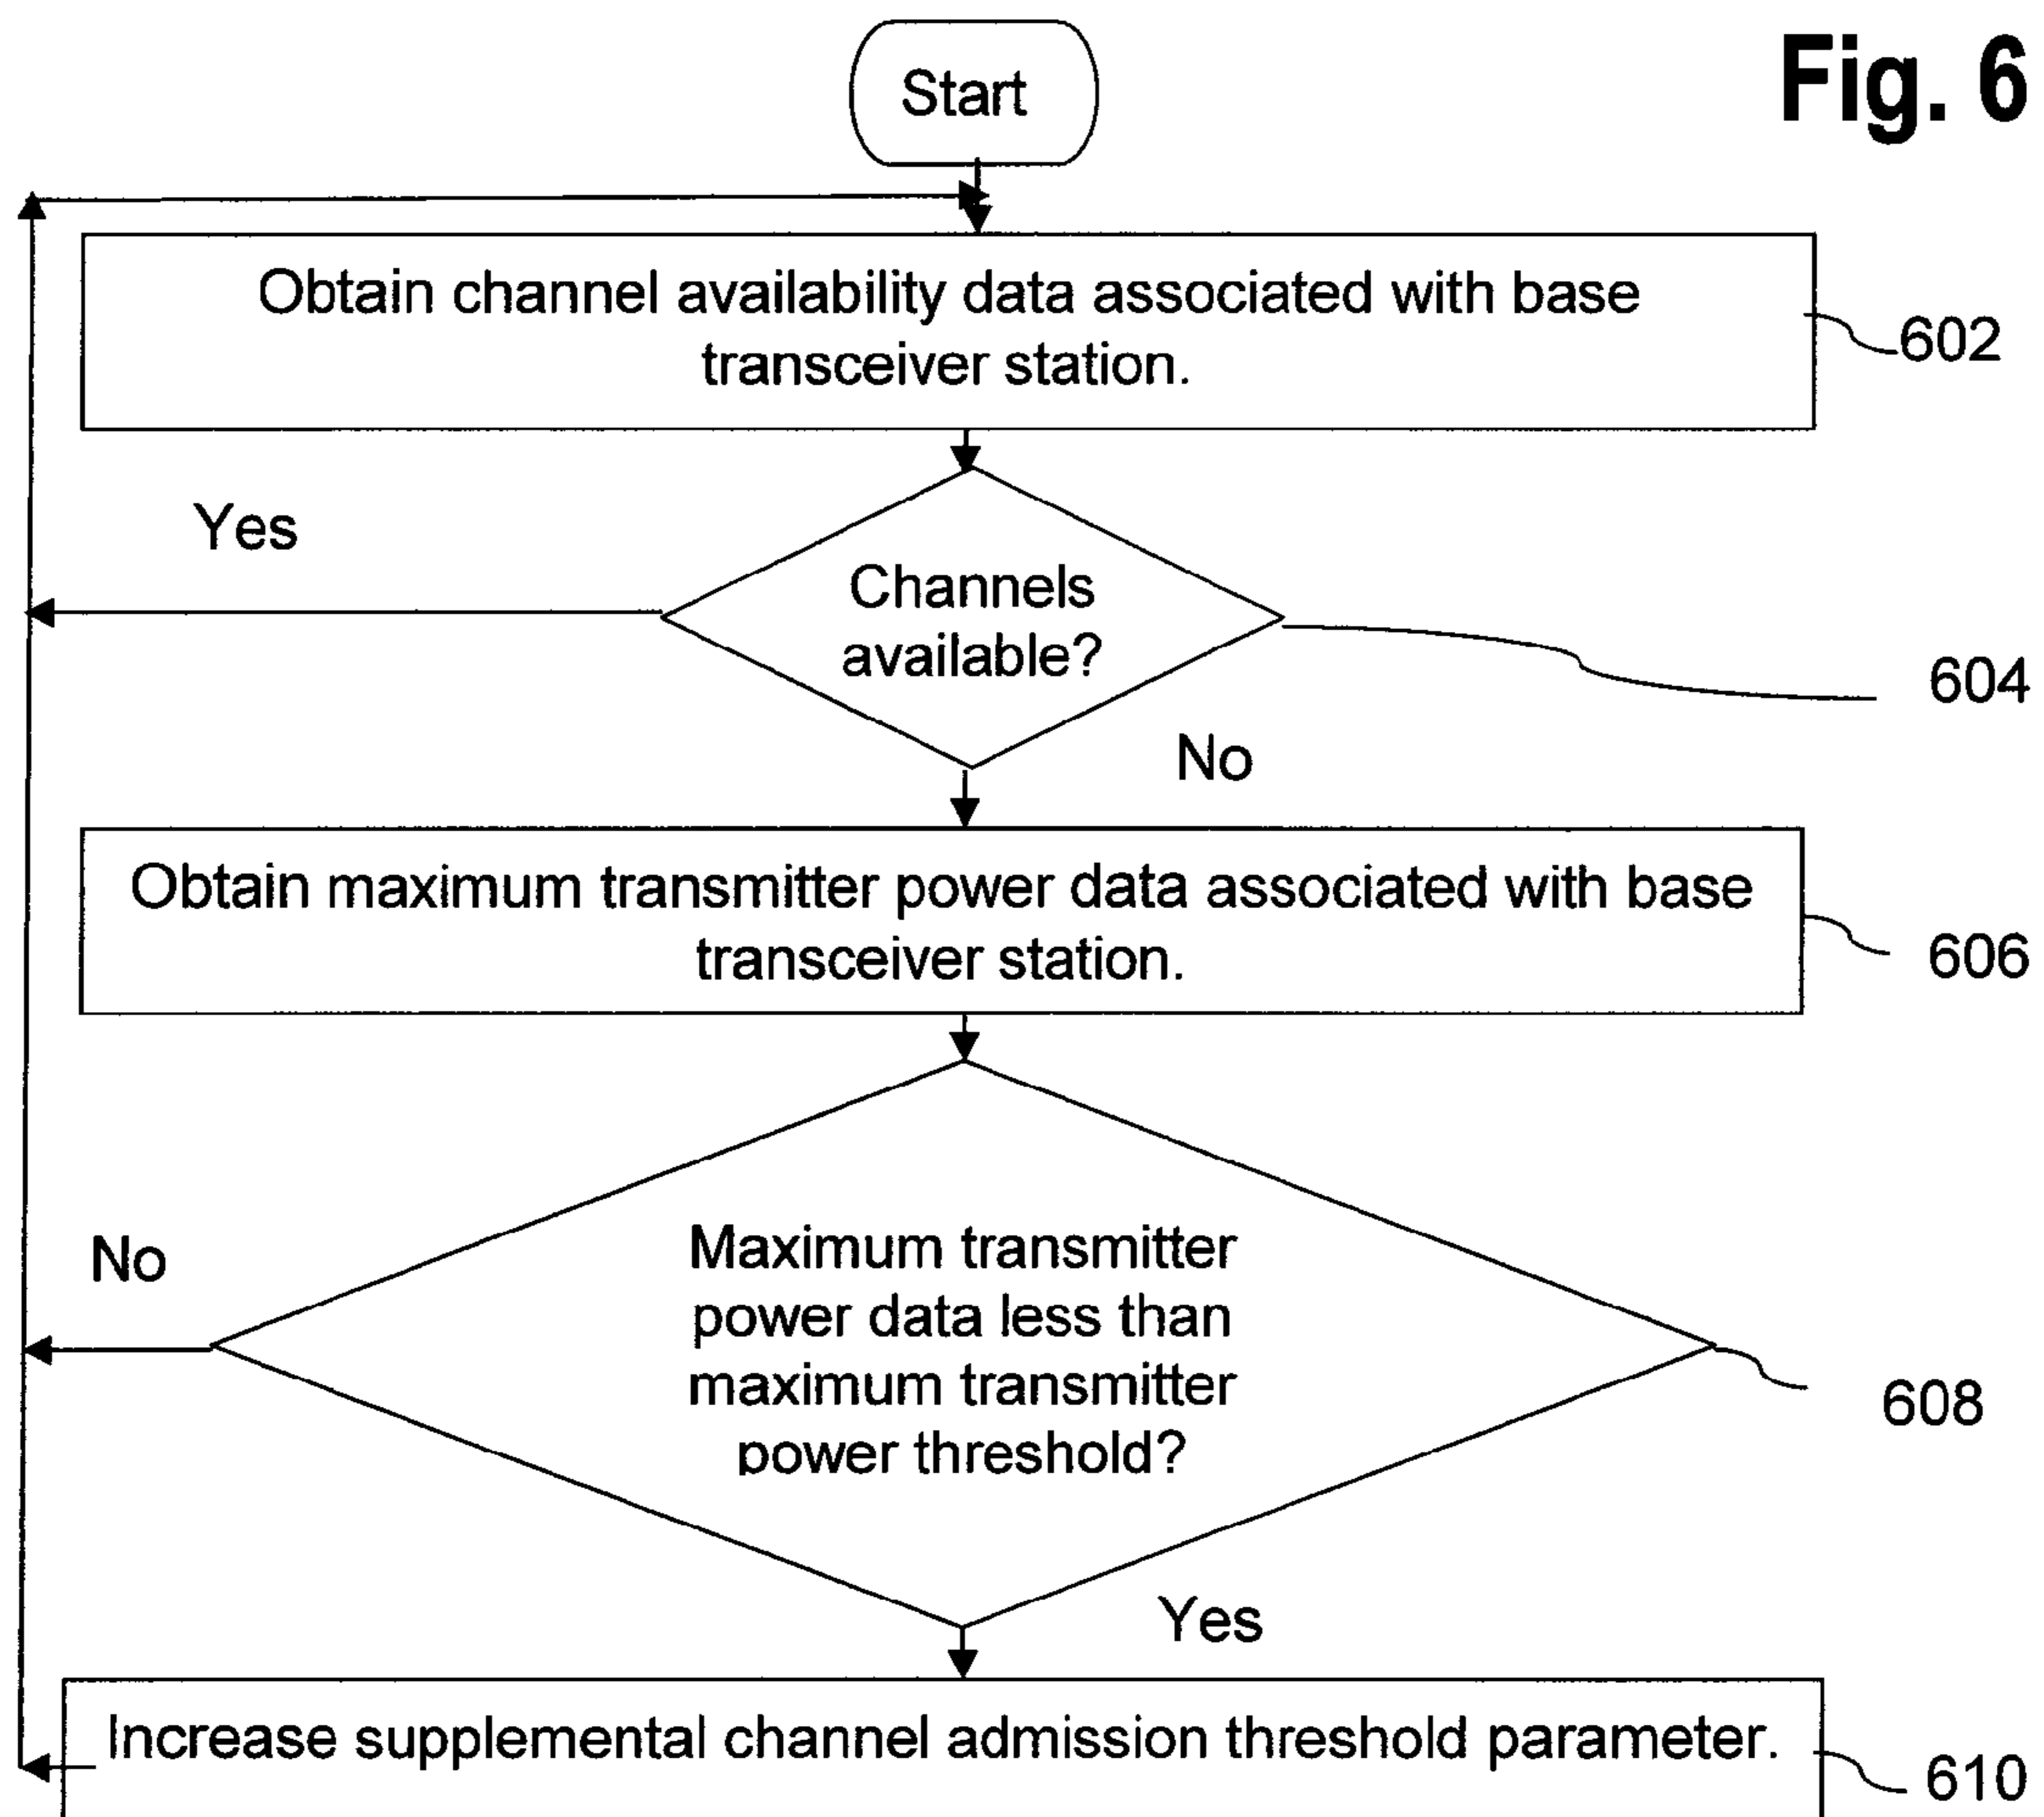 Fig. 6
Start
Obtain channel availability data associated with base
transceiver station.
602
Yes
Channels
available?
604
No
Obtain maximum transmitter power data associated with base
transceiver station.
606
No
Maximum transmitter
power data less than
maximum transmitter
power threshold?
608
Yes
Increase supplemental channel admission threshold parameter.
610